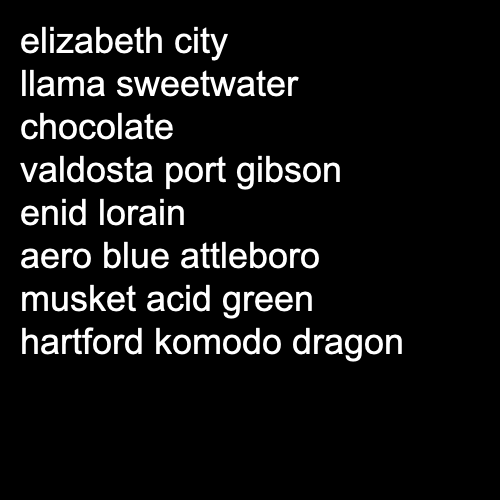 elizabeth city
llama sweetwater
chocolate
valdosta port gibson
enid lorain
aero blue attleboro
musket acid green
hartford komodo dragon